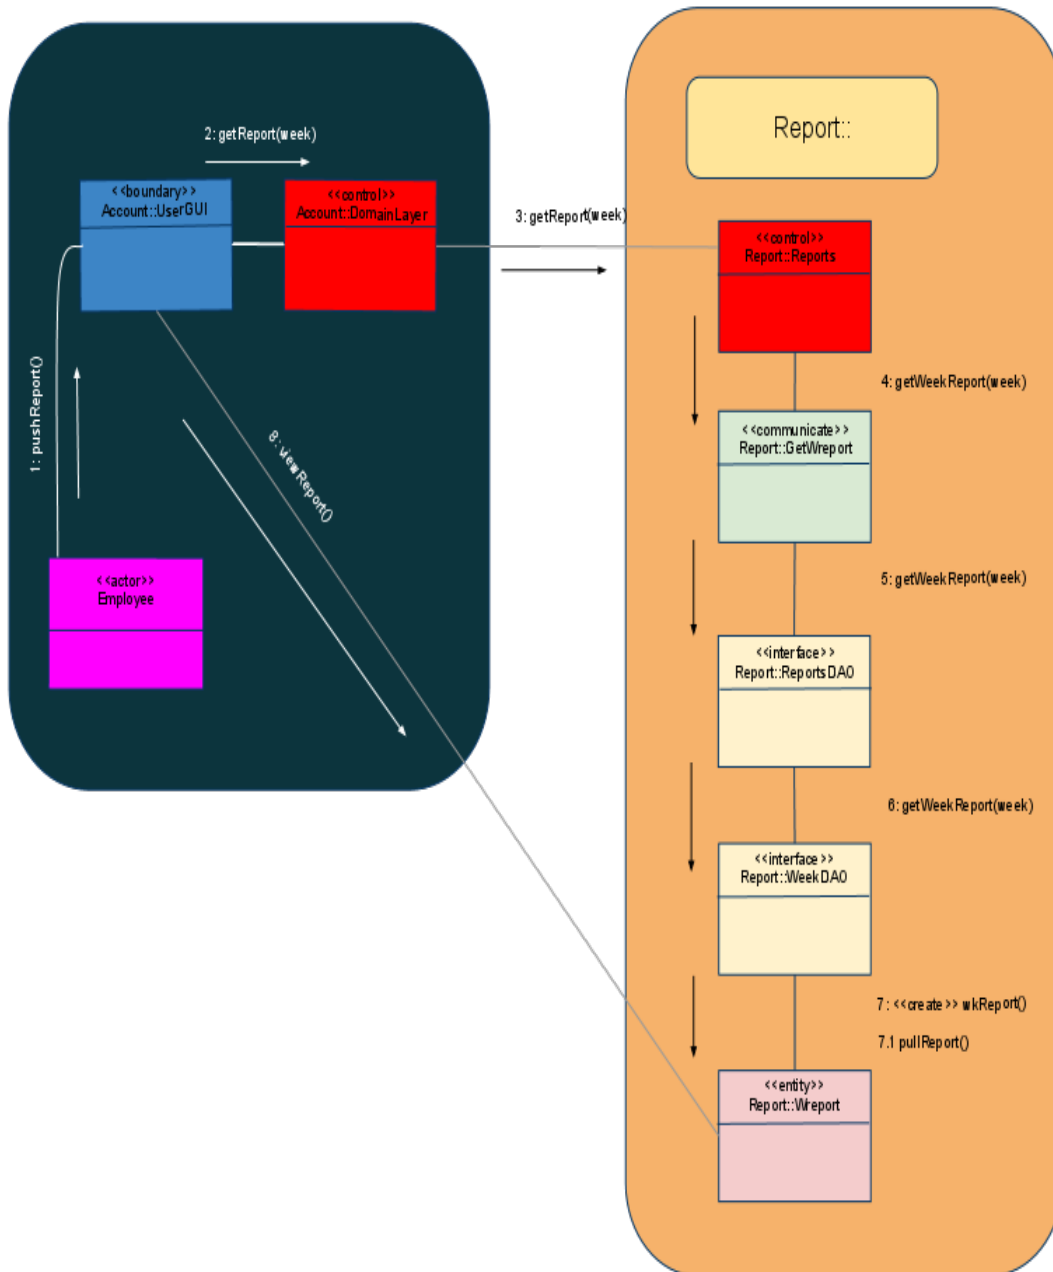 Report::
2: getReport(week)
<<boundary>>
Account::UserGUI
<<control>>
Account::DomainLayer
3: getReport(week)
<<control>>
Report::Reports
1: pushReport()
4: getWeekReport(week)
<<communicate>>
Report::GetWreport
8: viewReport()
<<actor>>
Employee
5: getWeekReport(week)
<<interface>>
Report::ReportsDAO
6: getWeekReport(week)
<<interface>>
Report::WeekDAO
7: <<create>> wkReport()
7.1 pullReport()
<<entity>>
Report::Wreport